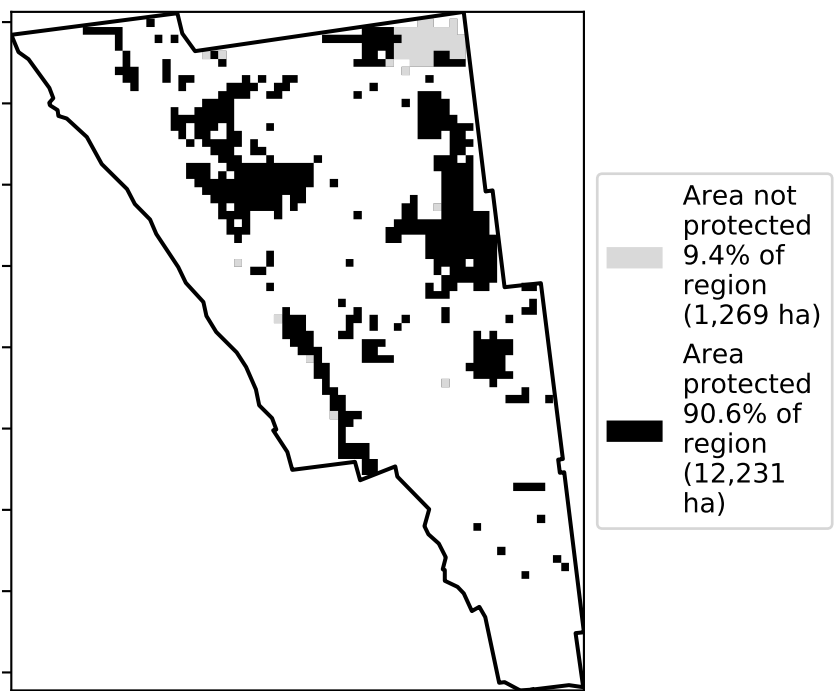 Area not
protected
9.4% of
region
(1,269 ha)
Area
protected
90.6% of
region
(12,231
ha)